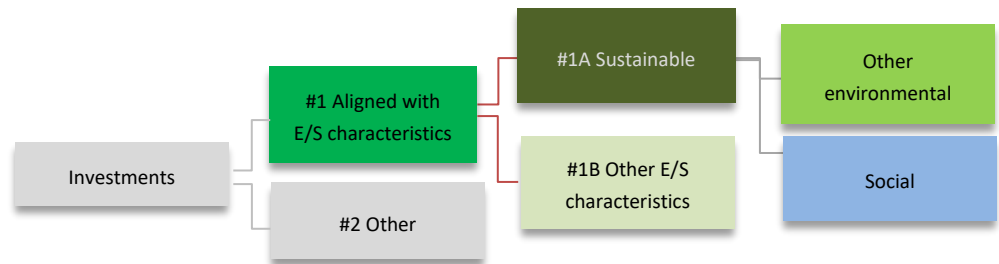 Investments
#1 Aligned with
E/S characteristics
#2 Other
#1A Sustainable
#1B Other E/S
characteristics
Other
environmental
Social